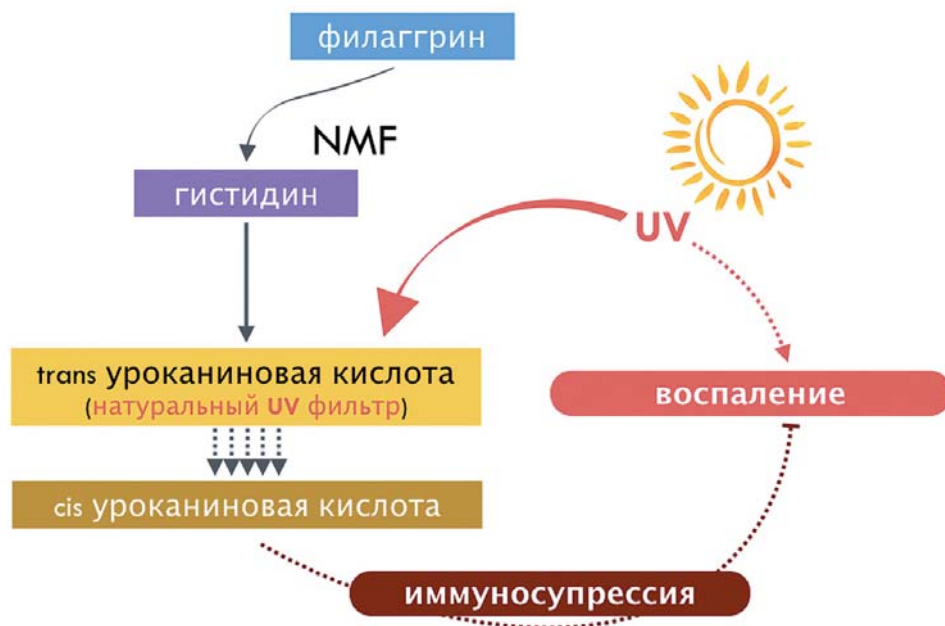 филаггрин
NMF
гистидин
UV
trans уроканиновая кислота
(натуральный UV фильтр)
воспаление
cis уроканиновая кислота
иммуносупрессия